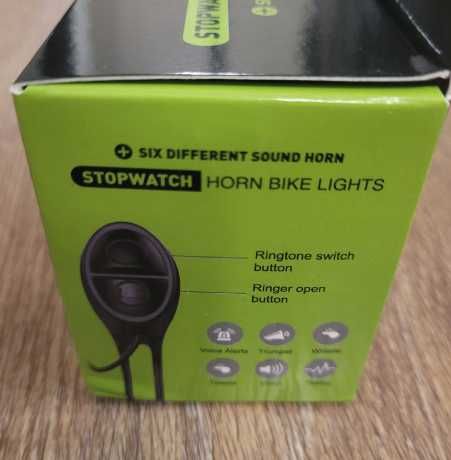 STOPWATCH
SIX DIFFERENT SOUND HORN
STOPWATCH HORN BIKE LIGHTS
Ringtone switch
button
Ringer open
button
Voice Alerts Trumpet Whistle